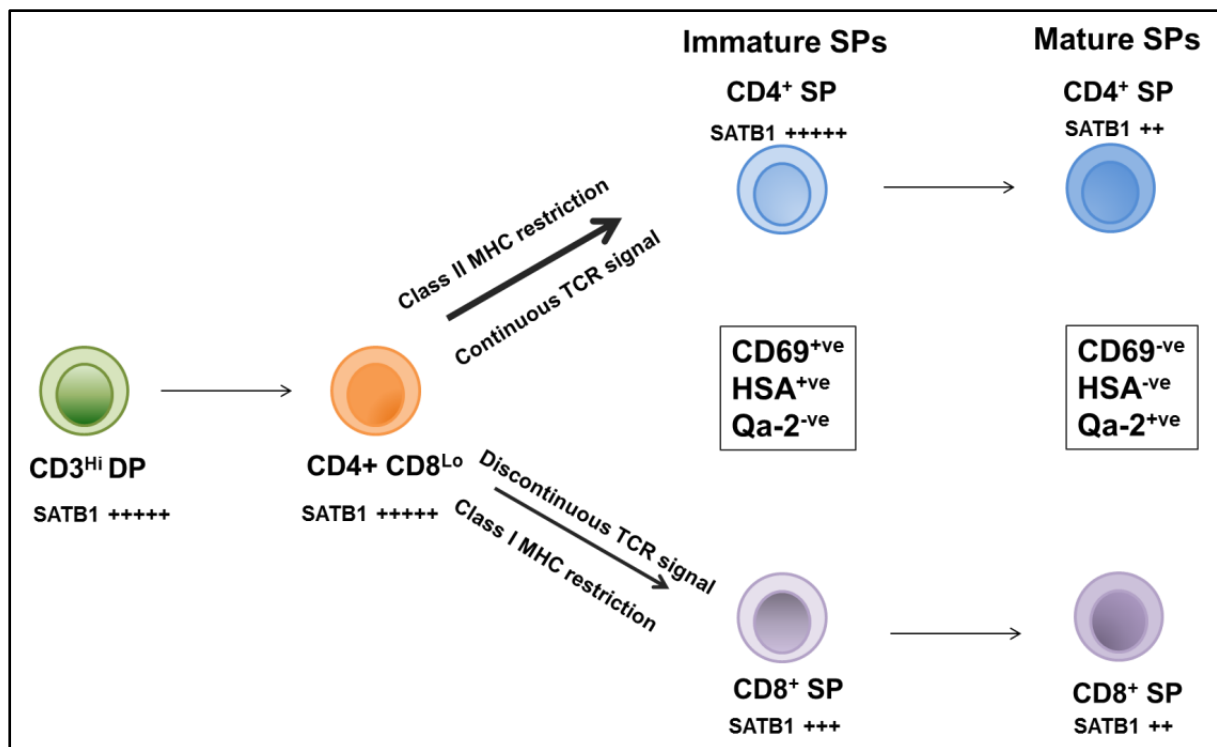 Immature SPs
Mature SPs
CD4⁺ SP
SATB1 +++++
CD4⁺ SP
SATB1 ++
Class II MHC restriction
Continuous TCR signal
CD3ᴴⁱ DP
SATB1 +++++
CD4+ CD8ᴸᵒ
SATB1 +++++
CD69⁺ᵛᵉ
HSA⁺ᵛᵉ
Qa-2⁻ᵛᵉ
CD69⁻ᵛᵉ
HSA⁻ᵛᵉ
Qa-2⁺ᵛᵉ
Discontinuous TCR signal
Class I MHC restriction
CD8⁺ SP
SATB1 +++
CD8⁺ SP
SATB1 ++